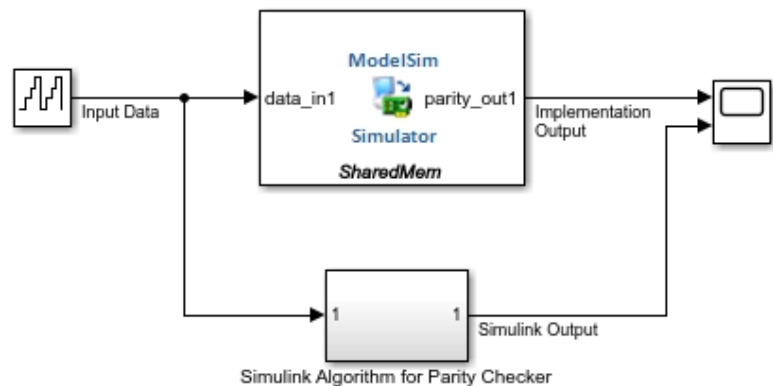 ModelSim
data_in1
parity_out1
Simulator
SharedMem
Input Data
Implementation
Output
1
1
Simulink Output
Simulink Algorithm for Parity Checker